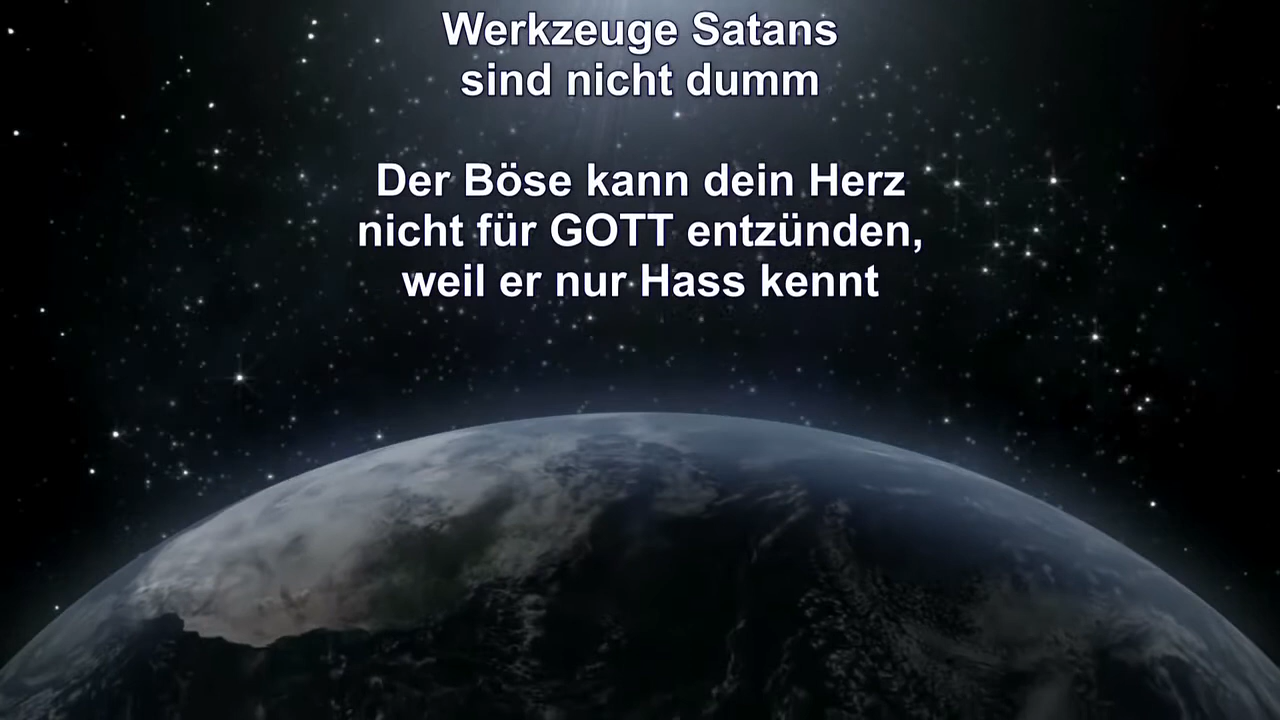 Werkzeuge Satans
sind nicht dumm
Der Böse kann dein Herz
nicht für GOTT entzünden,
weil er nur Hass kennt